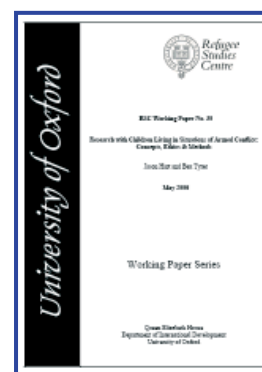 University of Oxford
Refugee
Studies
Centre
RSC Working Paper No. 30
Research with Children Living in Situations of Armed Conflict:
Concepts, Ethics & Methods
Jason Hart and Bex Tyrer
May 2006
Working Paper Series
Queen Elizabeth House
Department of International Development
University of Oxford